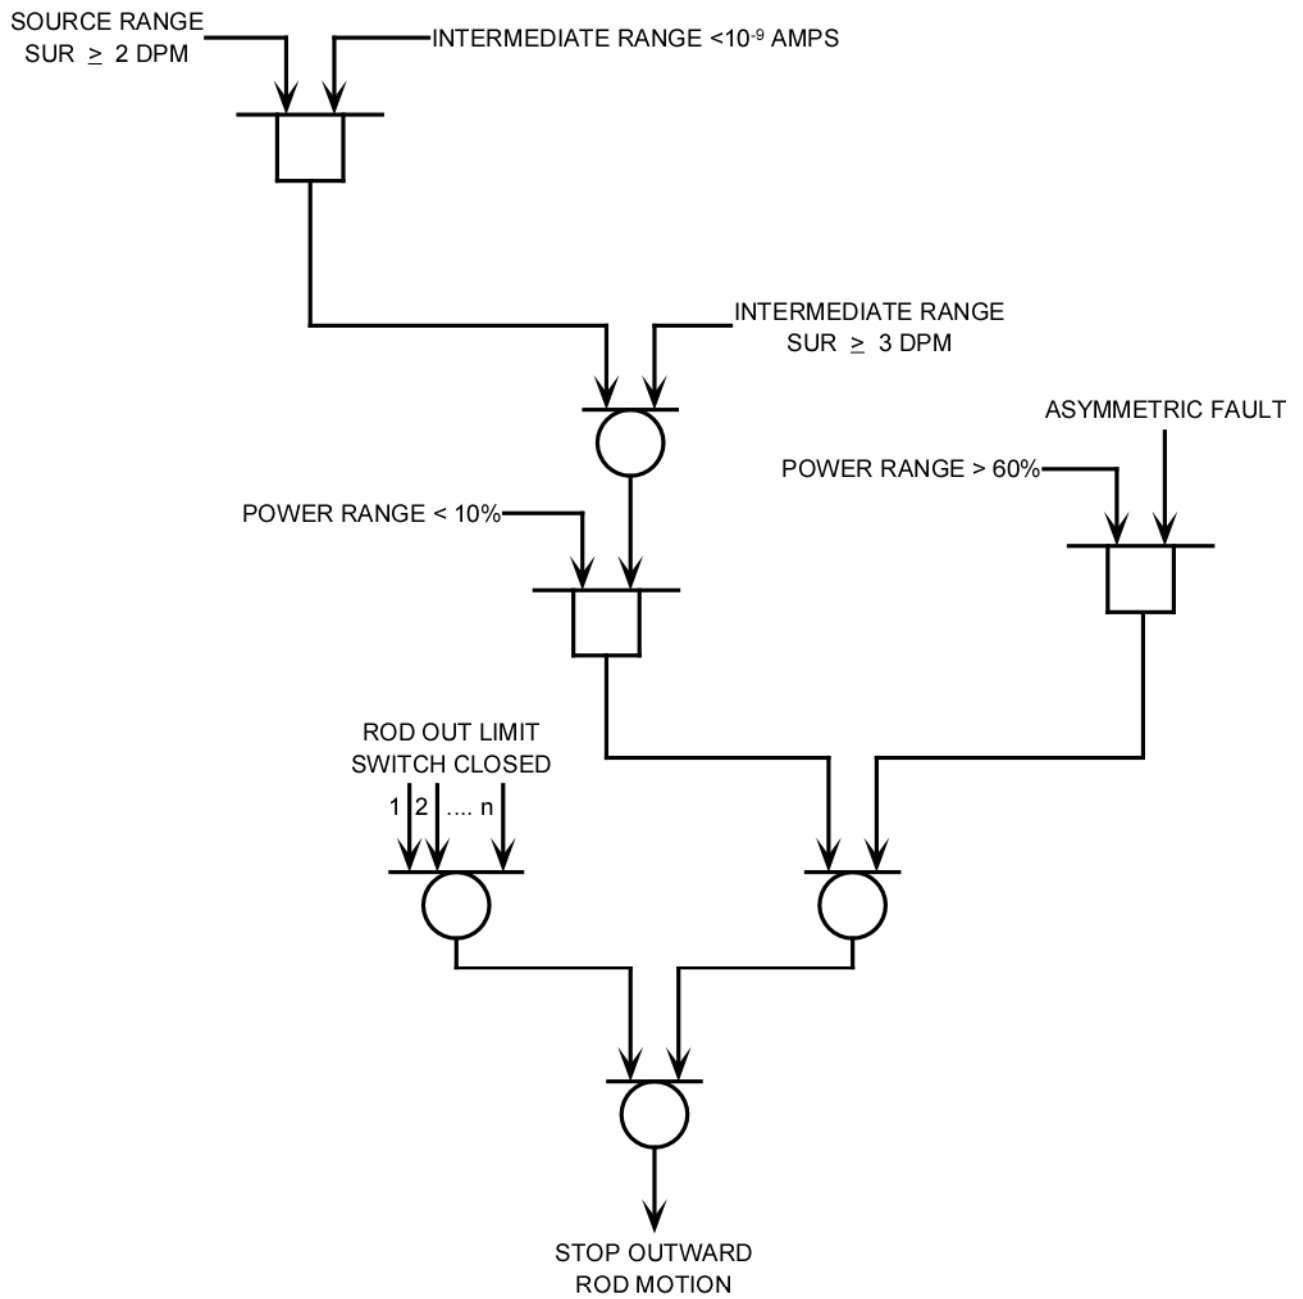 SOURCE RANGE
SUR ≥ 2 DPM
INTERMEDIATE RANGE <10⁻⁹ AMPS
INTERMEDIATE RANGE
SUR ≥ 3 DPM
ASYMMETRIC FAULT
POWER RANGE > 60%
POWER RANGE < 10%
ROD OUT LIMIT
SWITCH CLOSED
1 2 .... n
STOP OUTWARD
ROD MOTION